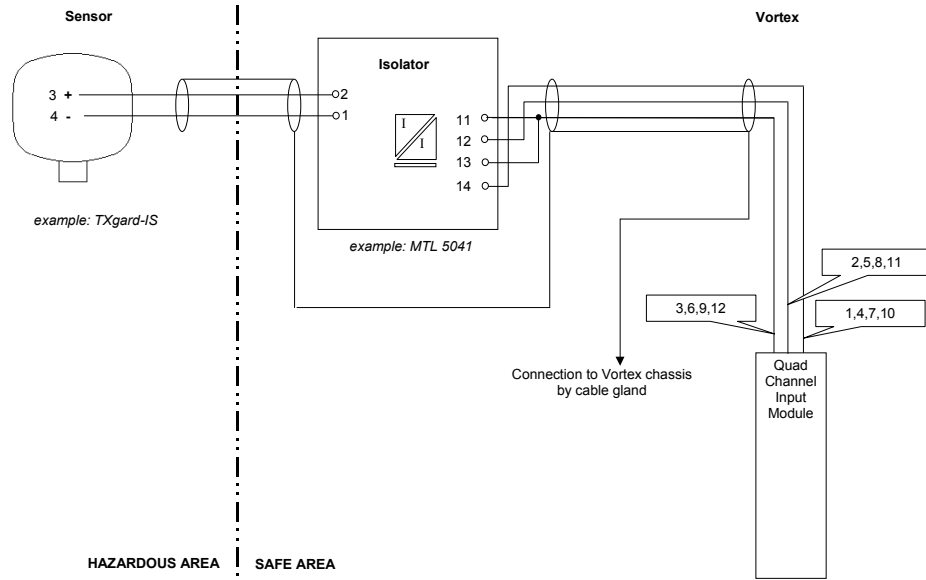 Sensor
Vortex
Isolator
3 +
4 -
2
1
I
I
11
12
13
14
example: TXgard-IS
example: MTL 5041
2,5,8,11
3,6,9,12
1,4,7,10
Connection to Vortex chassis
by cable gland
Quad
Channel
Input
Module
HAZARDOUS AREA
SAFE AREA